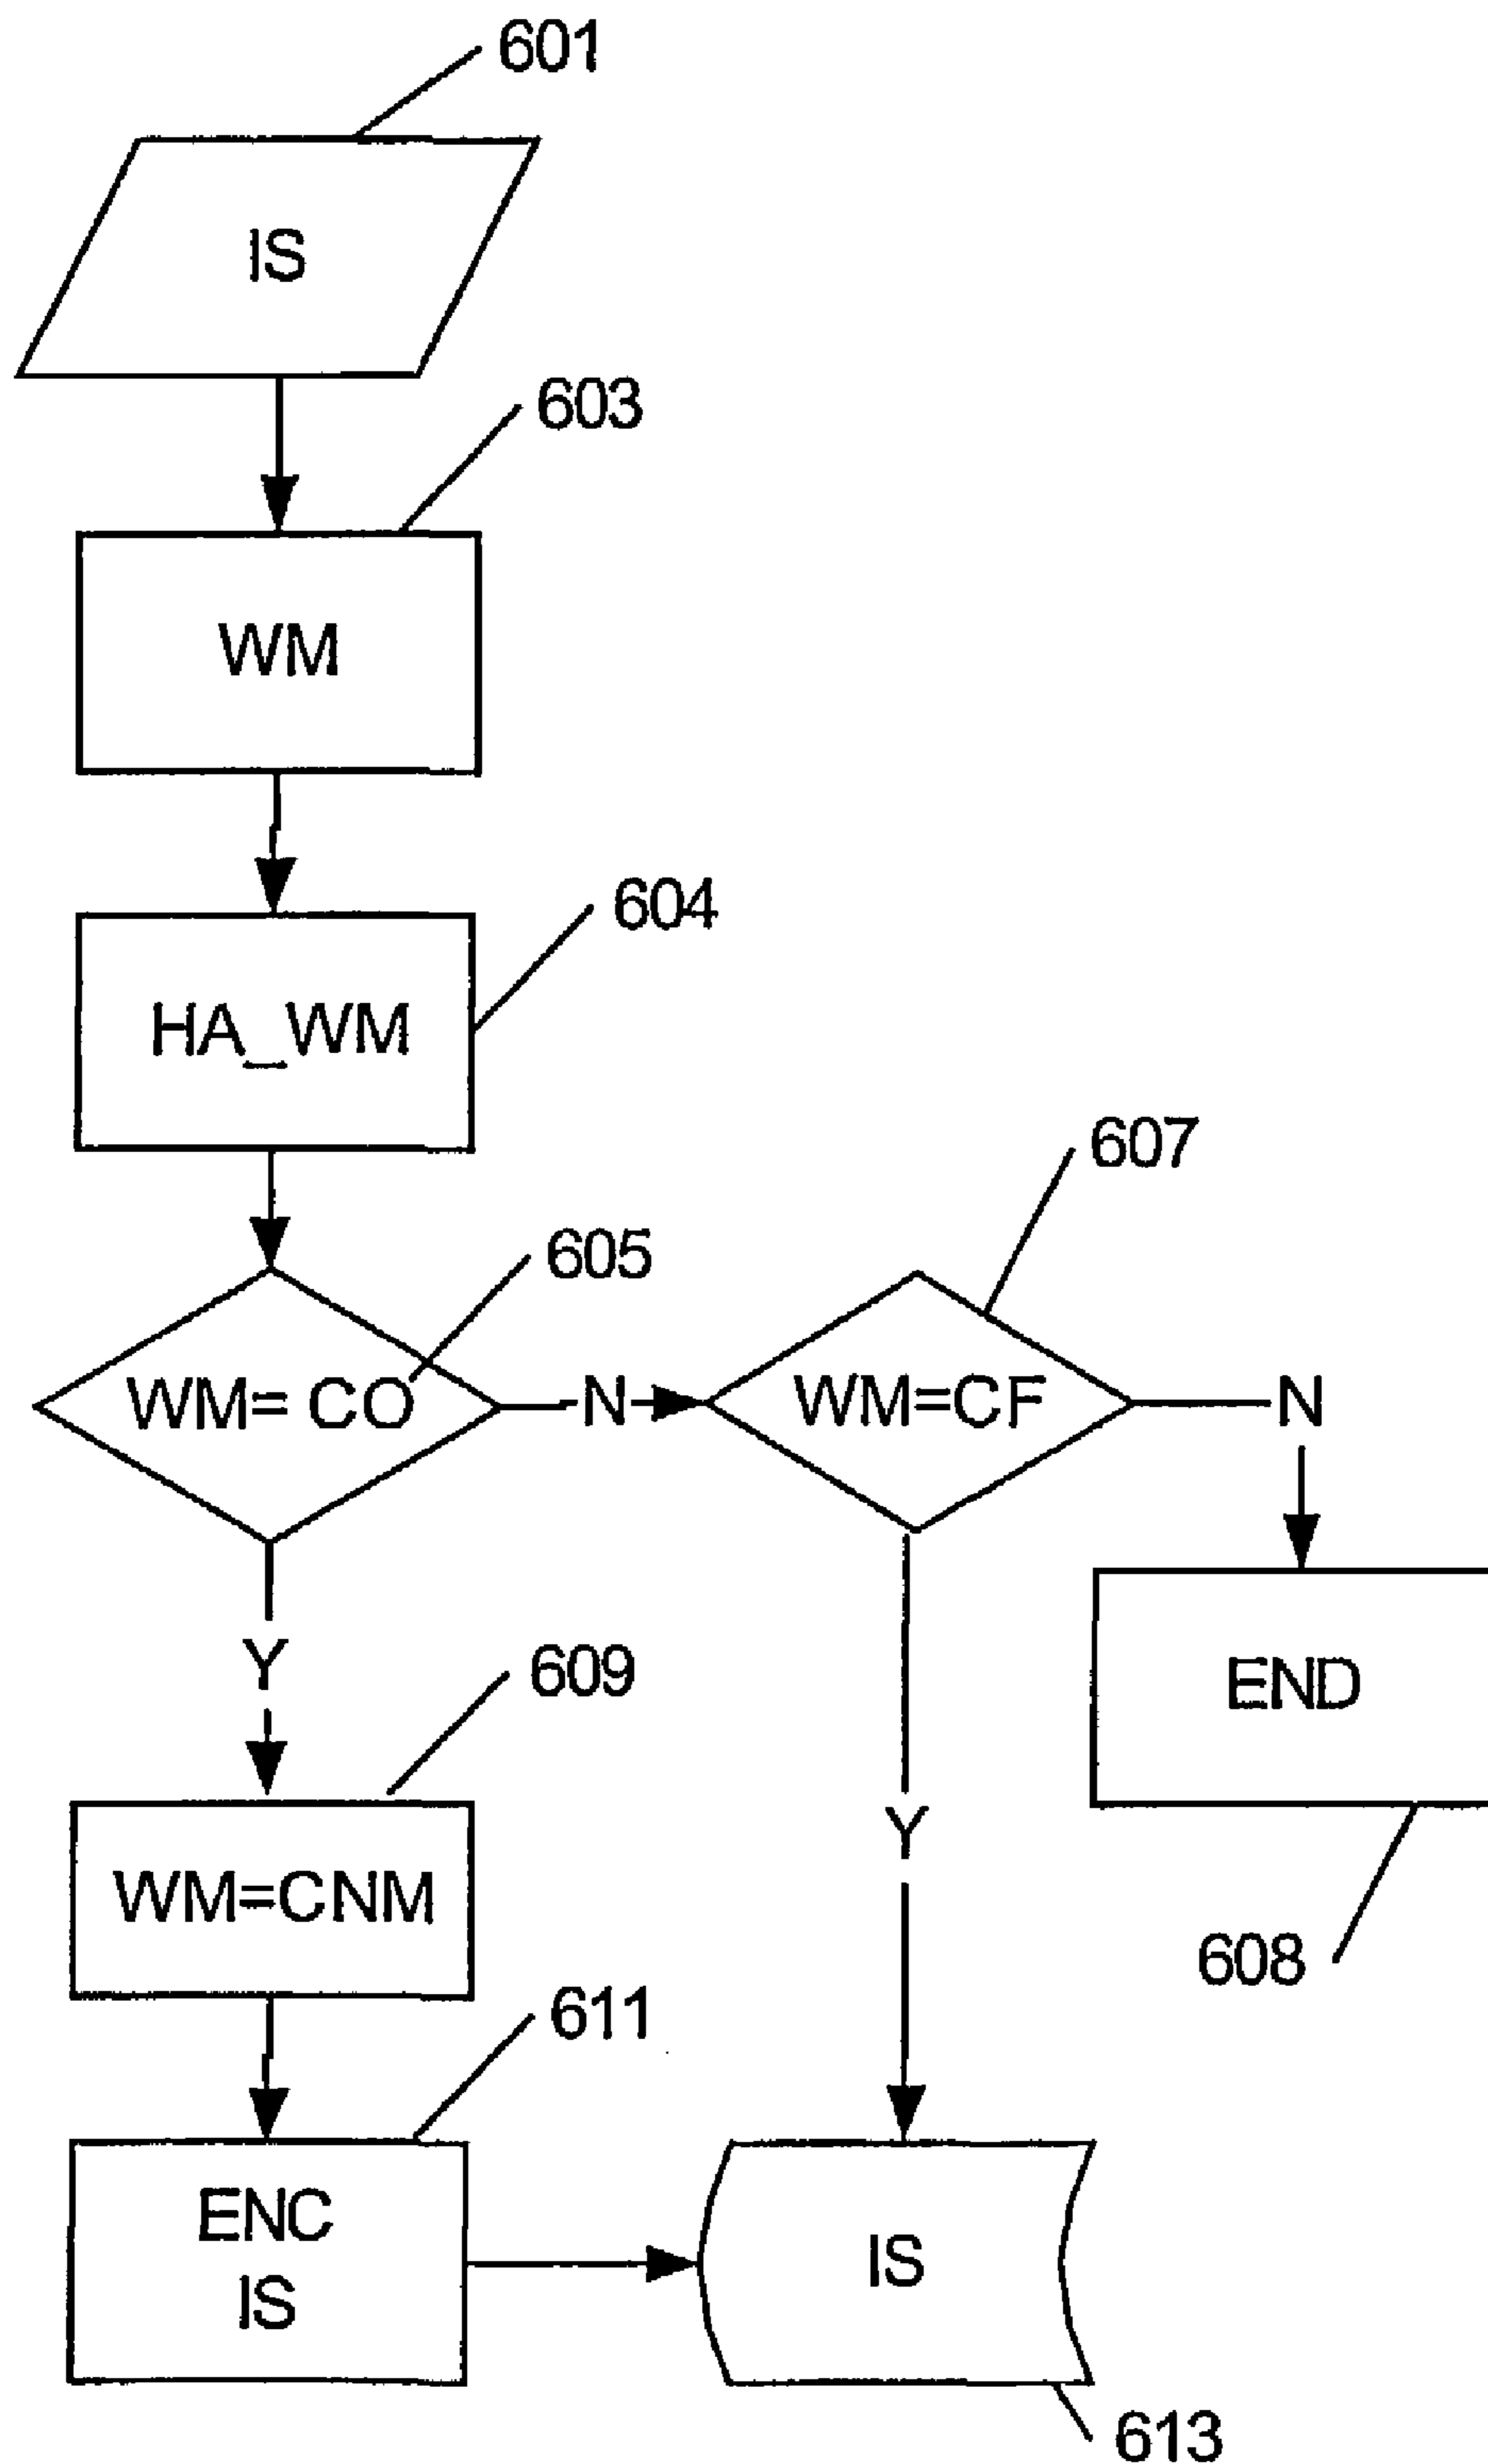 601
IS
603
WM
604
HA_WM
607
605
WM= CO
N
WM=CF
N
Y
609
END
WM=CNM
Y
608
611
ENC
IS
IS
613